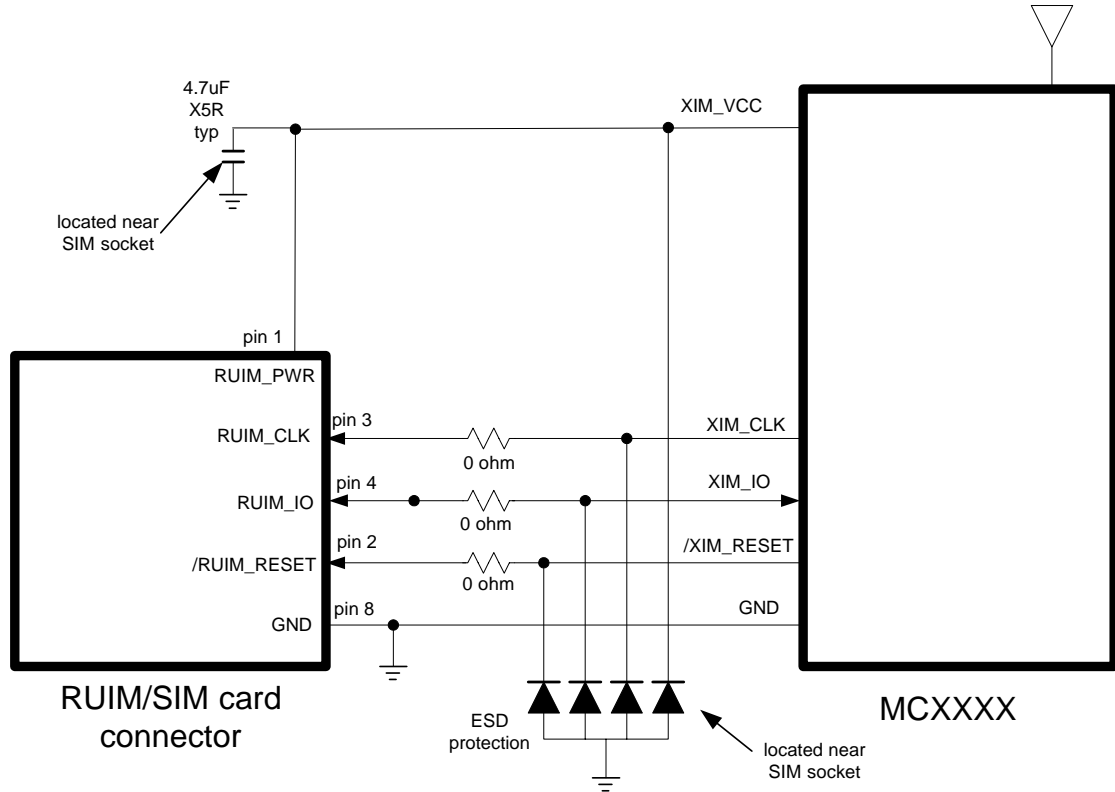 4.7uF
X5R
typ
XIM_VCC
located near
SIM socket
pin 1
RUIM_PWR
pin 3
RUIM_CLK
XIM_CLK
0 ohm
pin 4
RUIM_IO
XIM_IO
0 ohm
pin 2
/RUIM_RESET
/XIM_RESET
0 ohm
pin 8
GND
GND
RUIM/SIM card
connector
ESD
protection
MCXXXX
located near
SIM socket